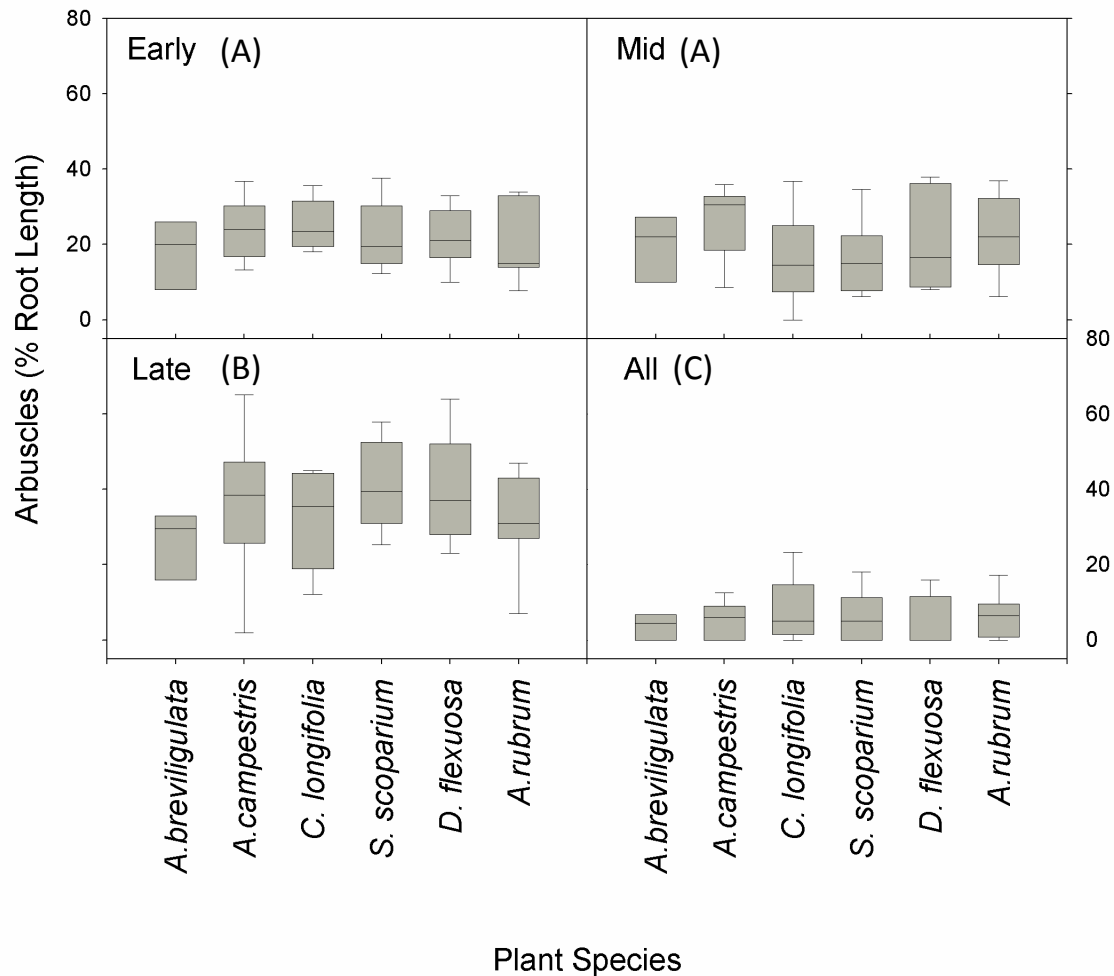 80
60
40
20
0
Arbuscles (% Root Length)
Early (A)
Mid (A)
Late (B)
All (C)
80
60
40
20
0
A.breviligulata
A.campestris
C. longifolia
S. scoparium
D. flexuosa
A.rubrum
A.breviligulata
A.campestris
C. longifolia
S. scoparium
D. flexuosa
A.rubrum
Plant Species